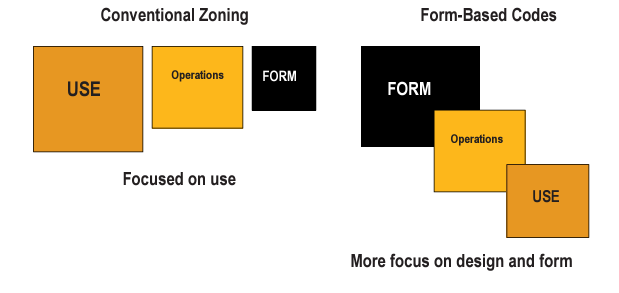 Conventional Zoning
USE
Operations
FORM
Focused on use
Form-Based Codes
FORM
Operations
USE
More focus on design and form